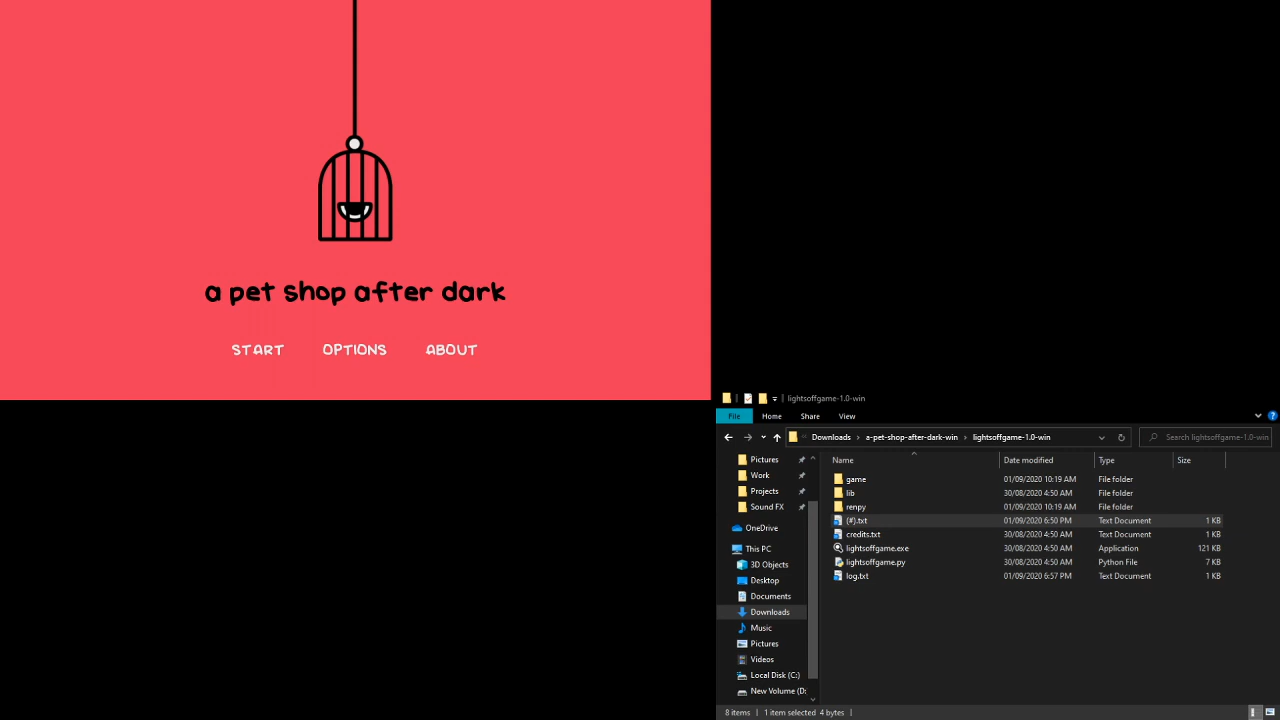 a pet shop after dark
START OPTIONS ABOUT
lightsoffgame-1.0-win
File Home Share View
Downloads > a-pet-shop-after-dark-win > lightsoffgame-1.0-win
Search lightsoffgame-1.0-win
Pictures
Work
Projects
Sound FX
OneDrive
This PC
3D Objects
Desktop
Documents
Downloads
Music
Pictures
Videos
Local Disk (C:)
New Volume (D:
Name Date modified Type Size
game 01/09/2020 10:19 AM File folder
lib 30/08/2020 4:50 AM File folder
renpy 01/09/2020 10:19 AM File folder
(#).txt 01/09/2020 6:50 PM Text Document 1 KB
credits.txt 30/08/2020 4:50 AM Text Document 1 KB
lightsoffgame.exe 30/08/2020 4:50 AM Application 121 KB
lightsoffgame.py 30/08/2020 4:50 AM Python File 7 KB
log.txt 01/09/2020 6:57 PM Text Document 1 KB
8 items 1 item selected 4 bytes